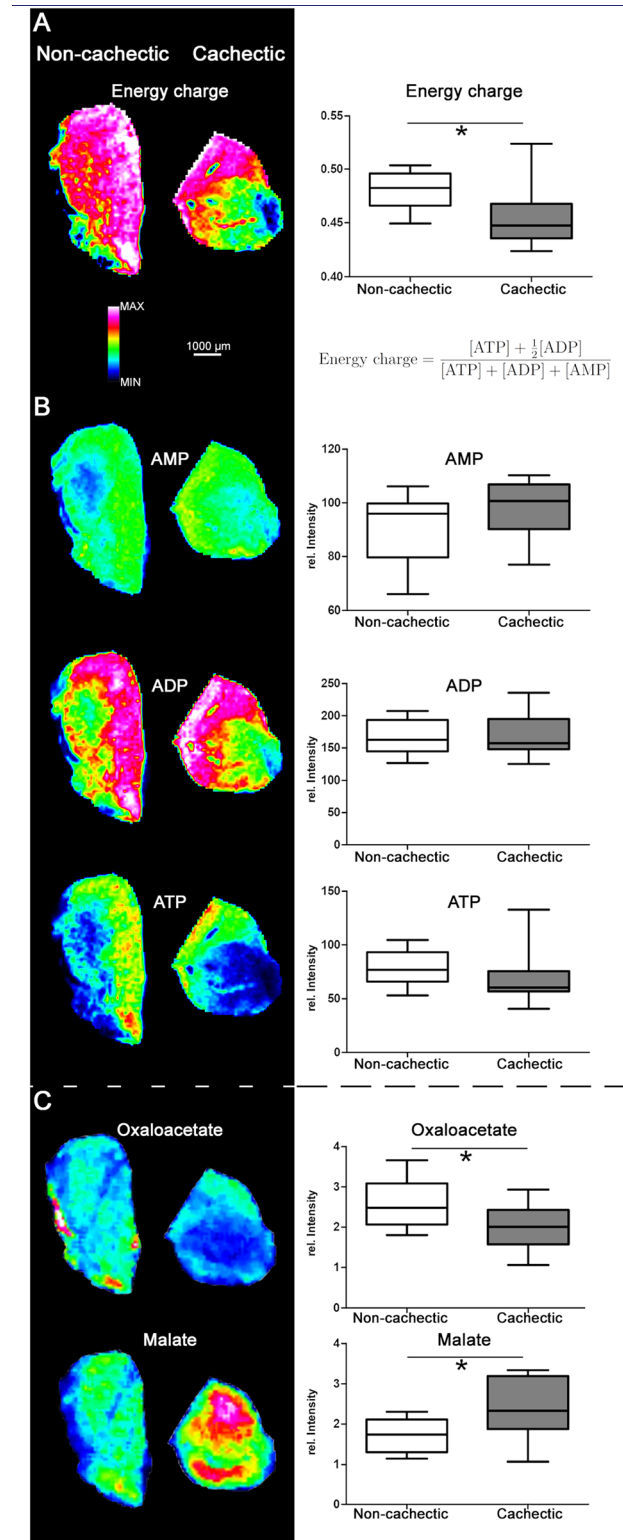 A
Non-cachectic Cachectic
Energy charge
MAX
MIN
1000 µm
Energy charge
0.55
0.50
0.45
0.40
*
Non-cachectic Cachectic
Energy charge = [ATP] + 1/2[ADP] / [ATP] + [ADP] + [AMP]
B
AMP
AMP
rel. Intensity
120
100
80
60
Non-cachectic Cachectic
ADP
ADP
rel. Intensity
250
200
150
100
50
0
Non-cachectic Cachectic
ATP
ATP
rel. Intensity
150
100
50
0
Non-cachectic Cachectic
C
Oxaloacetate
Oxaloacetate
rel. Intensity
4
3
2
1
0
*
Non-cachectic Cachectic
Malate
Malate
rel. Intensity
4
3
2
1
0
*
Non-cachectic Cachectic